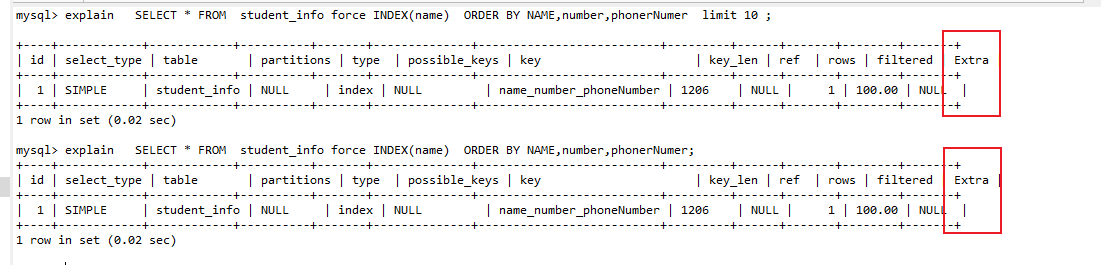 mysql> explain   SELECT * FROM  student_info force INDEX(name)  ORDER BY NAME,number,phonerNumer  limit 10 ;
+----+-------------+--------------+------------+-------+---------------+-------------------------+---------+------+------+----------+-------+
| id | select_type | table        | partitions | type  | possible_keys | key                     | key_len | ref  | rows | filtered | Extra
+----+-------------+--------------+------------+-------+---------------+-------------------------+---------+------+------+----------+-------+
|  1 | SIMPLE      | student_info | NULL       | index | NULL          | name_number_phoneNumber | 1206    | NULL |    1 |   100.00 | NULL  |
+----+-------------+--------------+------------+-------+---------------+-------------------------+---------+------+------+----------+-------+
1 row in set (0.02 sec)
mysql> explain   SELECT * FROM  student_info force INDEX(name)  ORDER BY NAME,number,phonerNumer;
+----+-------------+--------------+------------+-------+---------------+-------------------------+---------+------+------+----------+-------+
| id | select_type | table        | partitions | type  | possible_keys | key                     | key_len | ref  | rows | filtered | Extra |
+----+-------------+--------------+------------+-------+---------------+-------------------------+---------+------+------+----------+-------+
|  1 | SIMPLE      | student_info | NULL       | index | NULL          | name_number_phoneNumber | 1206    | NULL |    1 |   100.00 | NULL  |
+----+-------------+--------------+------------+-------+---------------+-------------------------+---------+------+------+----------+-------+
1 row in set (0.02 sec)